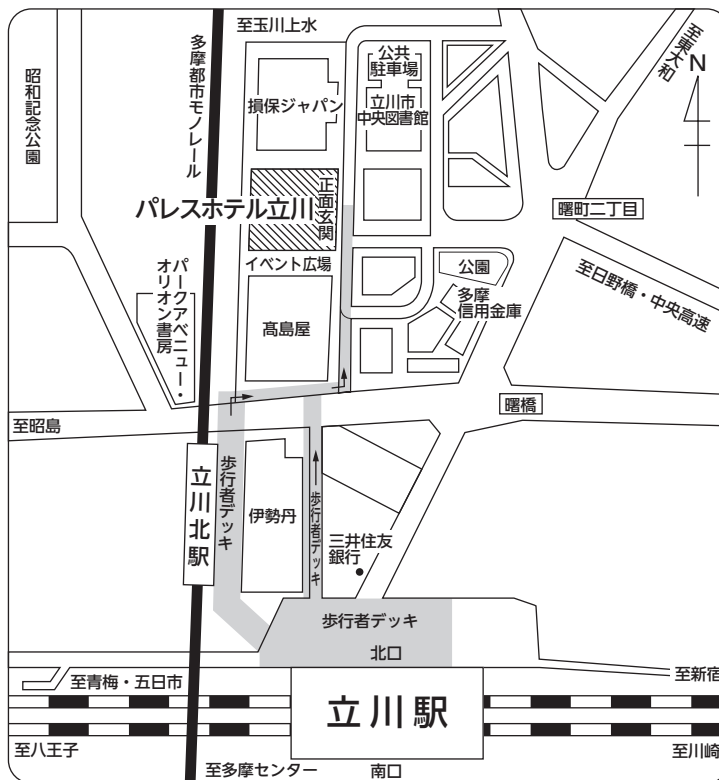 至玉川上水
多摩都市モノレール
昭和記念公園
公共
駐車場
至東大和
N
損保ジャパン
立川市
中央図書館
パレスホテル立川
正面玄関
曙町二丁目
イベント広場
公園
至日野橋・中央高速
パークアベニュー・
オリオン書房
髙島屋
多摩
信用金庫
曙橋
至昭島
立川北駅
歩行者デッキ
伊勢丹
歩行者デッキ
三井住友
銀行
歩行者デッキ
北口
至青梅・五日市
至新宿
立川駅
至八王子
至多摩センター
南口
至川崎